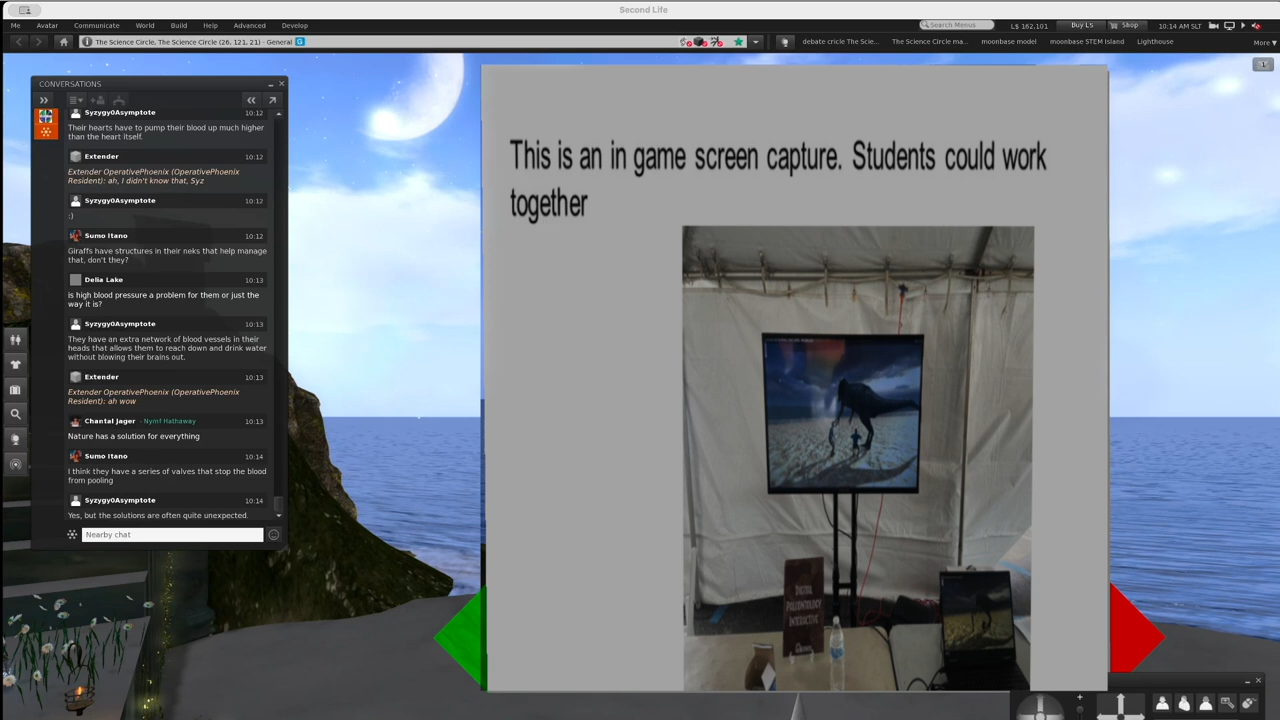 Second Life
Me Avatar Communicate World Build Help Advanced Develop
Search Menus
L$ 162,101
Buy L$
Shop
10:14 AM SLT
The Science Circle, The Science Circle (26, 121, 21) - General G
debate cricle The Scie...
The Science Circle ma...
moonbase model
moonbase STEM Island
Lighthouse
More ▼
CONVERSATIONS
Syzygy0Asymptote 10:12
Their hearts have to pump their blood up much higher
than the heart itself.
Extender 10:12
Extender OperativePhoenix (OperativePhoenix
Resident): ah, I didn't know that, Syz
Syzygy0Asymptote 10:12
:)
Sumo Itano 10:12
Giraffs have structures in their neks that help manage
that, don't they?
Delia Lake 10:13
is high blood pressure a problem for them or just the
way it is?
Syzygy0Asymptote 10:13
They have an extra network of blood vessels in their
heads that allows them to reach down and drink water
without blowing their brains out.
Extender 10:13
Extender OperativePhoenix (OperativePhoenix
Resident): ah wow
Chantal Jager - Nymf Hathaway 10:13
Nature has a solution for everything
Sumo Itano 10:14
I think they have a series of valves that stop the blood
from pooling
Syzygy0Asymptote 10:14
Yes, but the solutions are often quite unexpected.
Nearby chat
This is an in game screen capture. Students could work
together
DIGITAL
INTERACTIVE